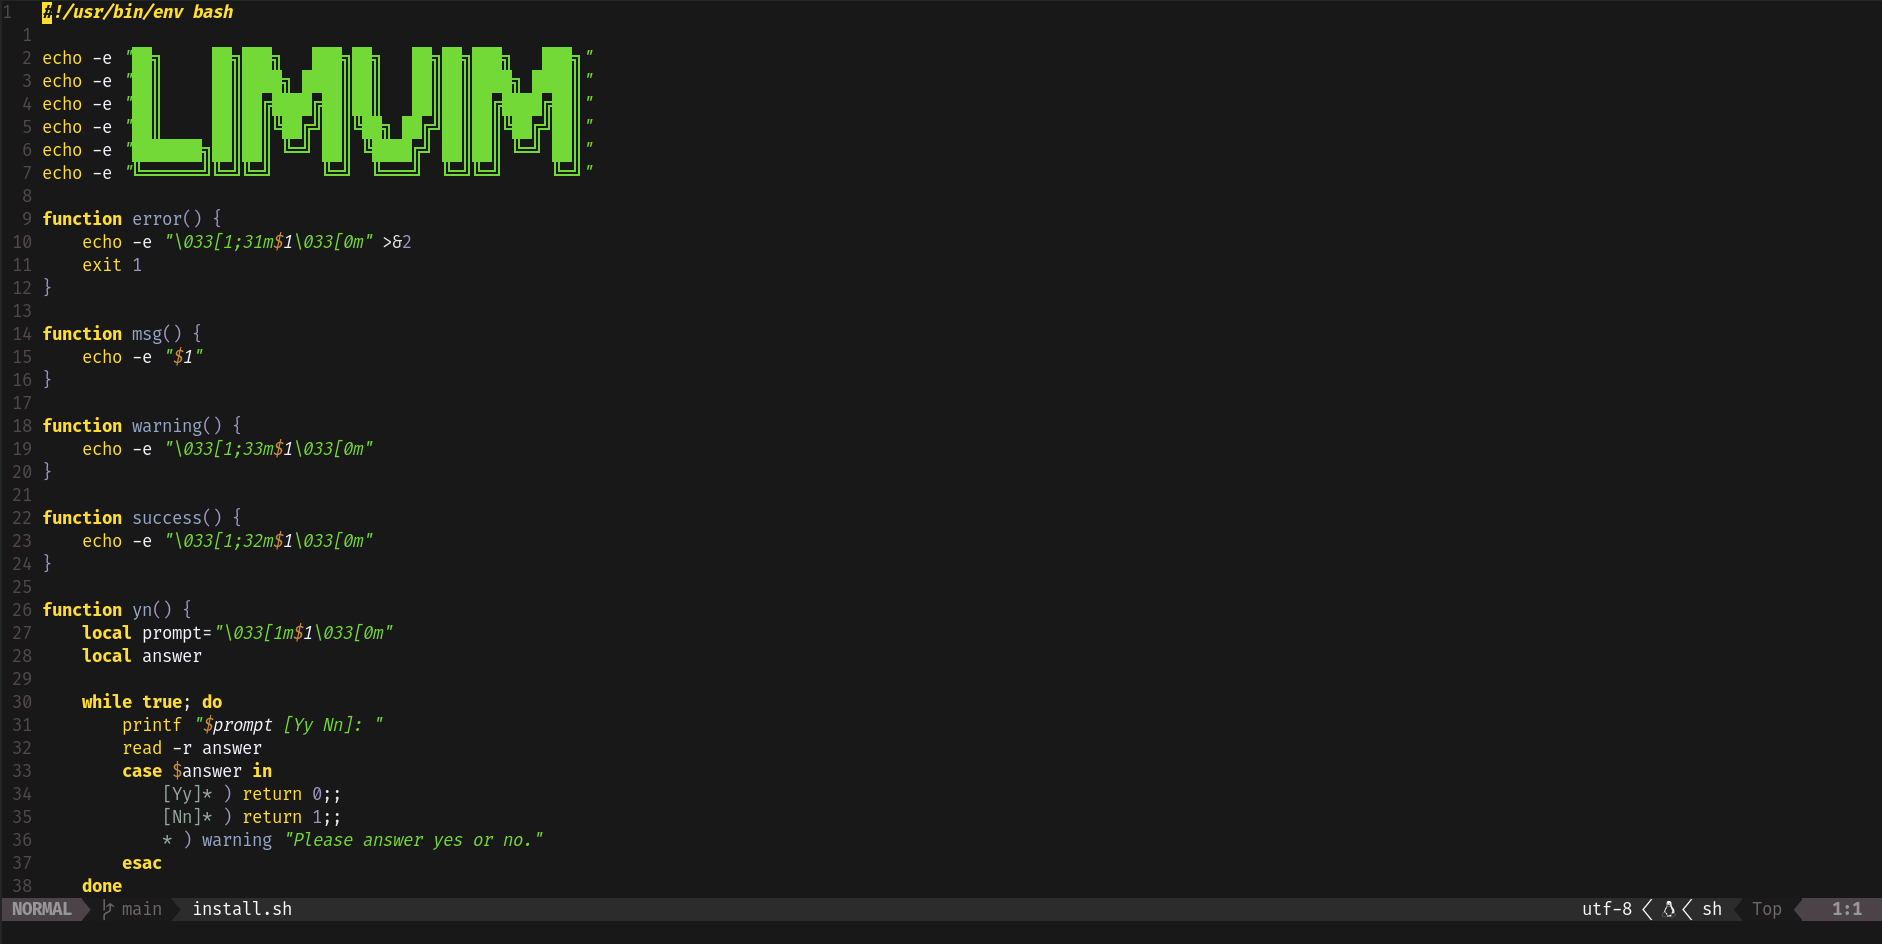 1 #!/usr/bin/env bash
1
2 echo -e "██╗     ██╗███╗   ███╗██╗   ██╗██╗███╗   ███╗"
3 echo -e "██║     ██║████╗ ████║██║   ██║██║████╗ ████║"
4 echo -e "██║     ██║██╔████╔██║██║   ██║██║██╔████╔██║"
5 echo -e "██║     ██║██║╚██╔╝██║╚██╗ ██╔╝██║██║╚██╔╝██║"
6 echo -e "███████╗██║██║ ╚═╝ ██║ ╚████╔╝ ██║██║ ╚═╝ ██║"
7 echo -e "╚══════╝╚═╝╚═╝     ╚═╝  ╚═══╝  ╚═╝╚═╝     ╚═╝"
8
9 function error() {
10     echo -e "\033[1;31m$1\033[0m" >&2
11     exit 1
12 }
13
14 function msg() {
15     echo -e "$1"
16 }
17
18 function warning() {
19     echo -e "\033[1;33m$1\033[0m"
20 }
21
22 function success() {
23     echo -e "\033[1;32m$1\033[0m"
24 }
25
26 function yn() {
27     local prompt="\033[1m$1\033[0m"
28     local answer
29
30     while true; do
31         printf "$prompt [Yy Nn]: "
32         read -r answer
33         case $answer in
34             [Yy]* ) return 0;;
35             [Nn]* ) return 1;;
36             * ) warning "Please answer yes or no."
37         esac
38     done
NORMAL main install.sh utf-8 sh Top 1:1